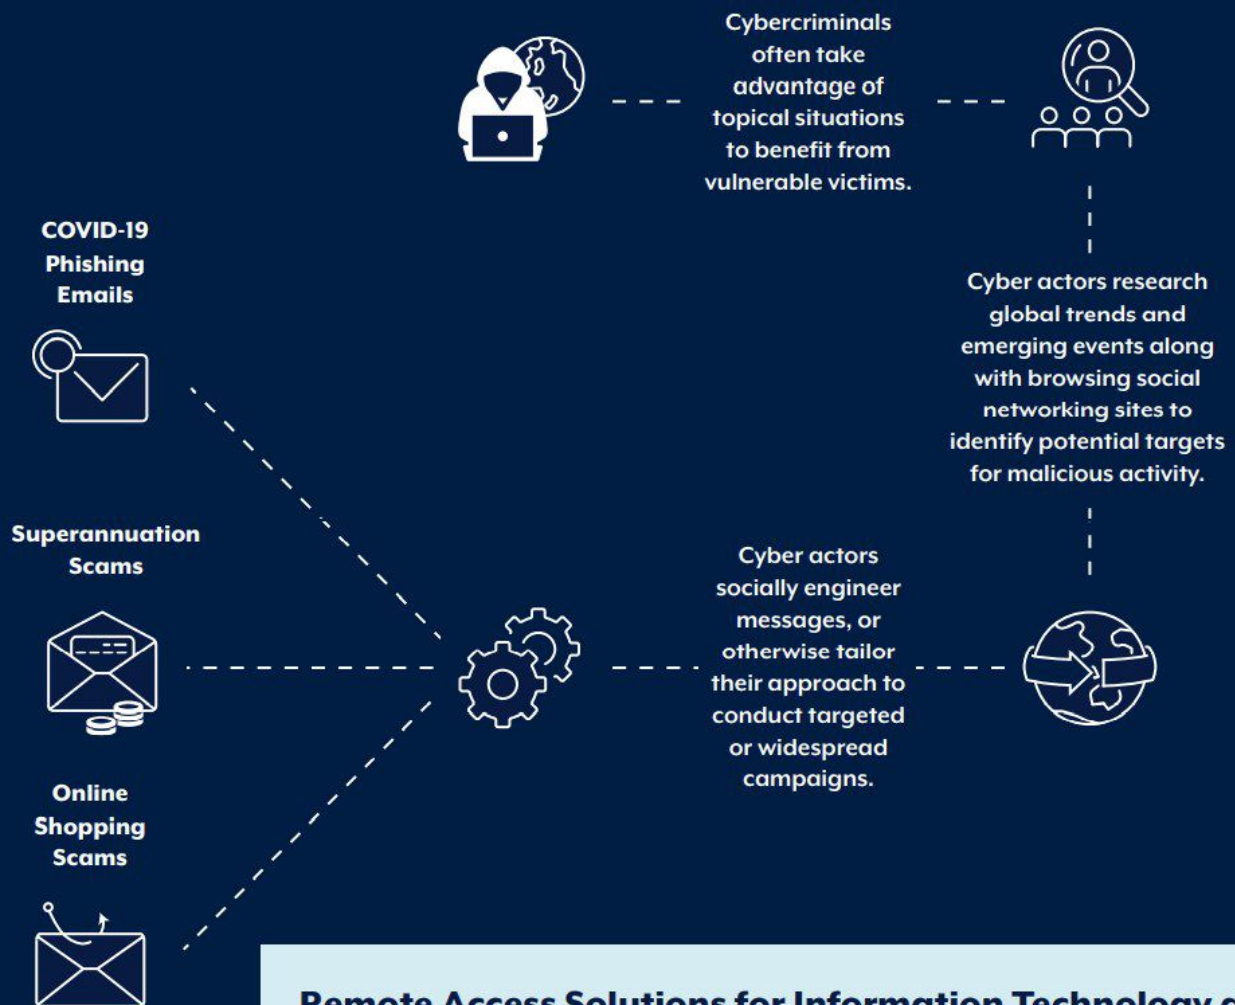 Cybercriminals
often take
advantage of
topical situations
to benefit from
vulnerable victims.
Cyber actors research
global trends and
emerging events along
with browsing social
networking sites to
identify potential targets
for malicious activity.
Cyber actors
socially engineer
messages, or
otherwise tailor
their approach to
conduct targeted
or widespread
campaigns.
COVID-19
Phishing
Emails
Superannuation
Scams
Online
Shopping
Scams
Remote Access Solutions for Information Technology